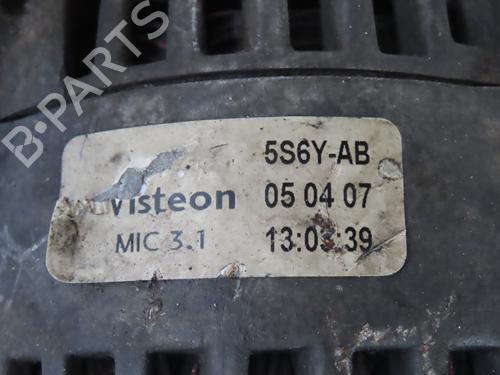 B-PARTS
5S6Y-AB
Visteon 05 04 07
MIC 3.1 13:03:39